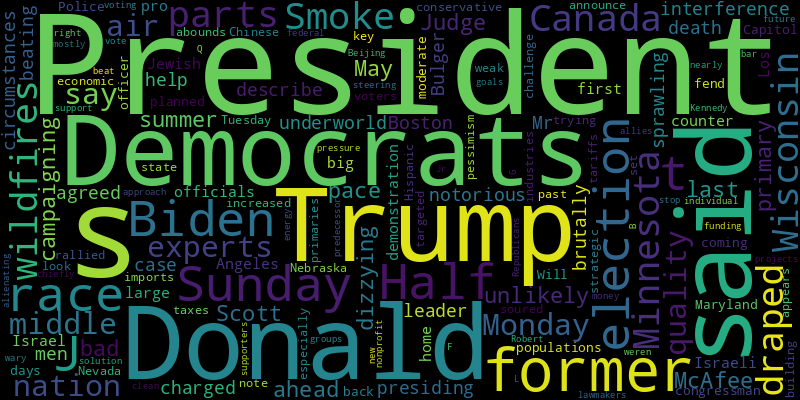 Police
voting
pro
parts
Smoke
conservative
announce
Canada
interference
future
President
abounds
Chinese
key
Judge
death
Capitol
air
right
mostly
vote
Q
Jewish
Beijing
Burger
moderate
weak
goals
challenge
nearly
bar
Los
circumstances
beating
economic
beat
officer
help
May
voters
first
fend
Kennedy
say
support
planned
describe
steering
federal
summer
Tuesday
underworld
Boston
Mr
trying
allies
sprawling
counter
Wisconsin
Democrats
pressure
big
demonstration
Hispanic
pessimism
industries
tariffs
set
primary
wildfires
campaigning
state
Jr
G
t
last
stop
individual
agreed
officials
pace
notorious
past
funding
approach
increased
targeted
B
s
Trump
Biden
experts
election
Minnesota
said
coming
look
rallied
chiefly
case
Angeles
Nebraska
energy
primaries
predecessor
dizzying
Republicans
brutally
strategic
Will
quality
draped
projects
appears
imports
Sunday
Half
unlikely
money
race
large
taxes
Scott
leader
soured
Maryland
alienating
middle
Donald
Monday
J
Israel
bad
especially
groups
home
F
Robert
weren
populations
Israeli
wary
men
solution
supporters
new
nonprofit
former
McAfee
building
days
Nevada
L
nation
clean
charged
note
ahead
back
presiding
lawmakers
congressman